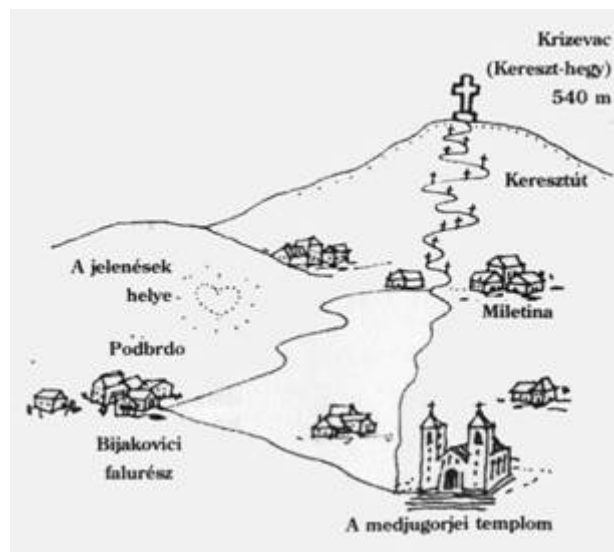 Krizevac
(Kereszt-hegy)
540 m
Keresztút
A jelenések
helye
Miletina
Podbrdo
Bijakovici
falurész
A medjugorjei templom